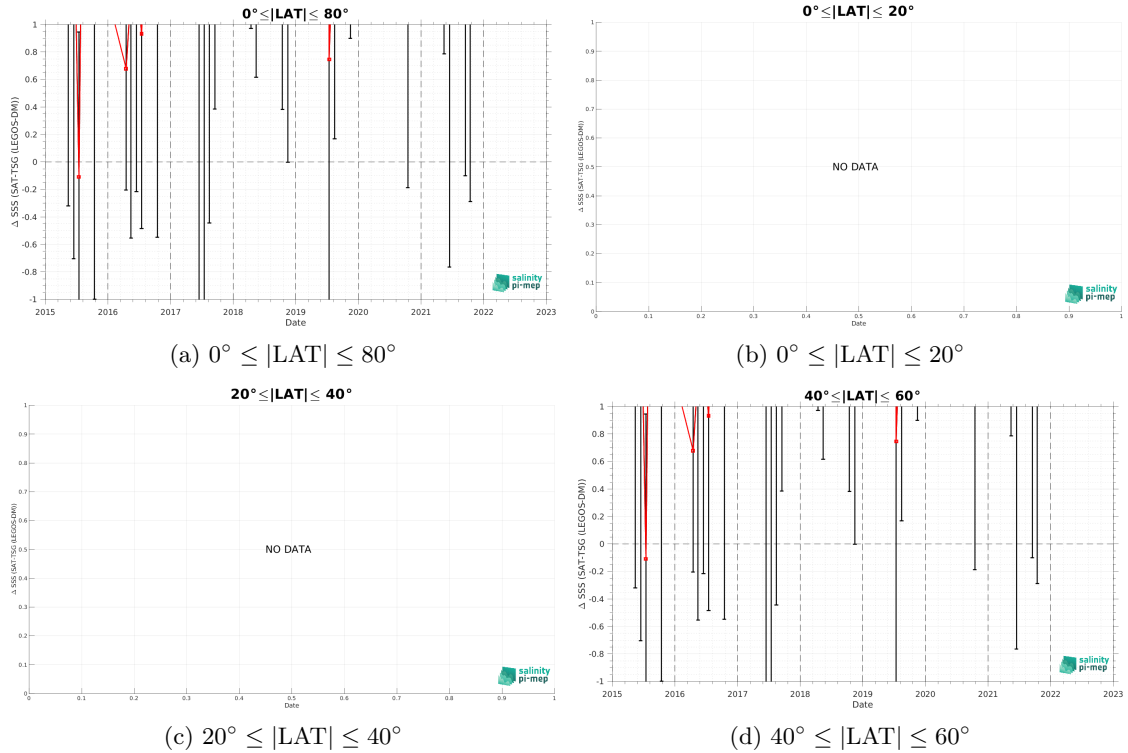 0°≤|LAT|≤ 80°
1
0.8
0.6
0.4
0.2
0
-0.2
-0.4
-0.6
-0.8
-1
Δ SSS (SAT-TSG (LEGOS-DM))
2015 2016 2017 2018 2019 2020 2021 2022 2023
Date
salinity
pi-mep
(a) 0° ≤ |LAT| ≤ 80°
0°≤|LAT|≤ 20°
1
0.9
0.8
0.7
0.6
0.5
0.4
0.3
0.2
0.1
0
Δ SSS (SAT-TSG (LEGOS-DM))
NO DATA
0 0.1 0.2 0.3 0.4 0.5 0.6 0.7 0.8 0.9 1
Date
salinity
pi-mep
(b) 0° ≤ |LAT| ≤ 20°
20°≤|LAT|≤ 40°
1
0.9
0.8
0.7
0.6
0.5
0.4
0.3
0.2
0.1
0
Δ SSS (SAT-TSG (LEGOS-DM))
NO DATA
0 0.1 0.2 0.3 0.4 0.5 0.6 0.7 0.8 0.9 1
Date
salinity
pi-mep
(c) 20° ≤ |LAT| ≤ 40°
40°≤|LAT|≤ 60°
1
0.8
0.6
0.4
0.2
0
-0.2
-0.4
-0.6
-0.8
-1
Δ SSS (SAT-TSG (LEGOS-DM))
2015 2016 2017 2018 2019 2020 2021 2022 2023
Date
salinity
pi-mep
(d) 40° ≤ |LAT| ≤ 60°